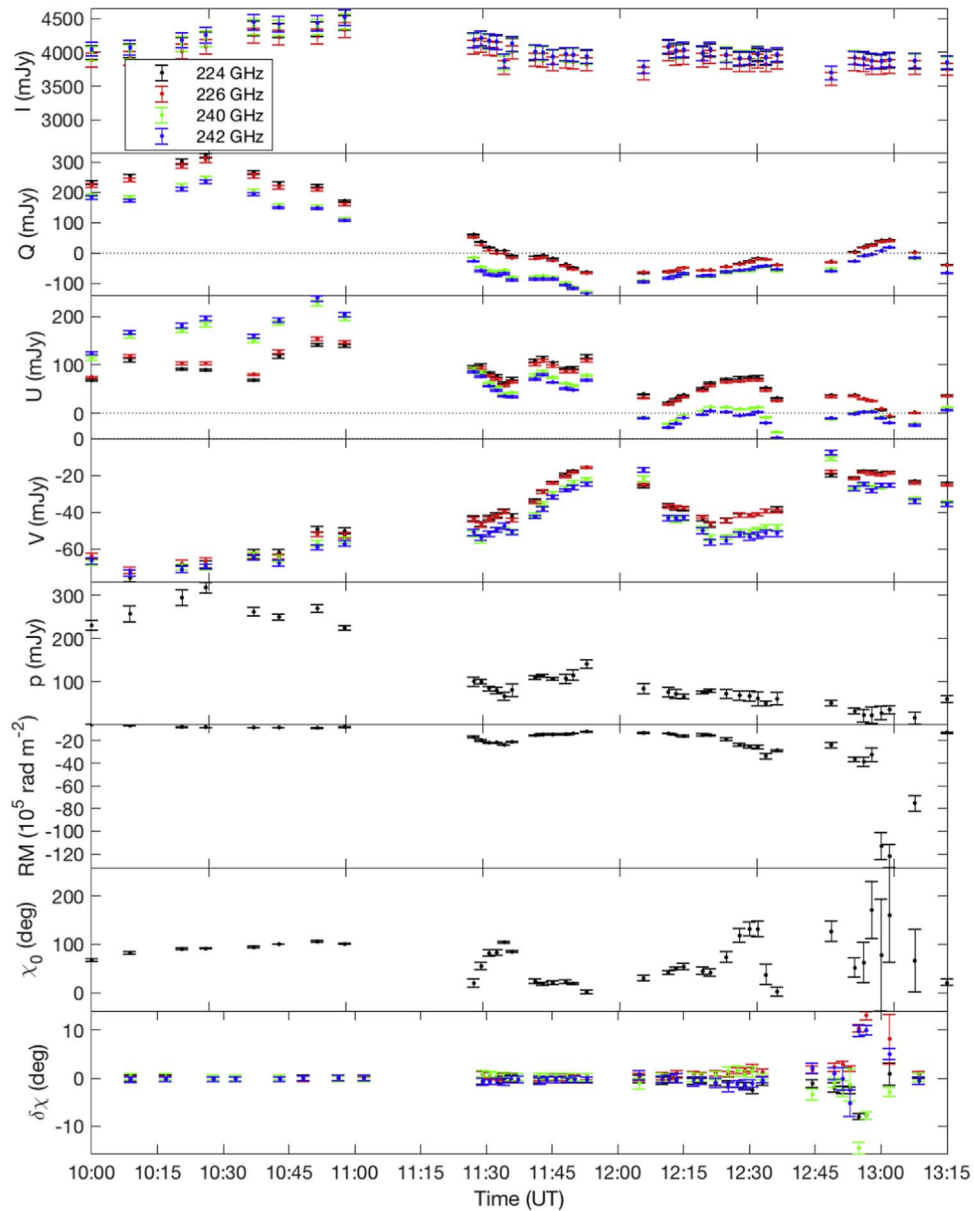 4500
4000
3500
3000
I (mJy)
224 GHz
226 GHz
240 GHz
242 GHz
300
200
100
0
-100
Q (mJy)
200
100
0
0
U (mJy)
-20
-40
-60
V (mJy)
300
200
100
p (mJy)
-20
-40
-60
-80
-100
-120
RM (10⁵ rad m⁻²)
200
100
0
χ₀ (deg)
10
0
-10
δχ (deg)
10:00 10:15 10:30 10:45 11:00 11:15 11:30 11:45 12:00 12:15 12:30 12:45 13:00 13:15
Time (UT)